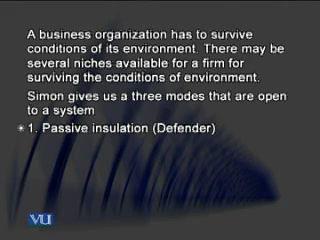 A business organization has to survive
conditions of its environment. There may be
several niches available for a firm for
surviving the conditions of environment.
Simon gives us a three modes that are open
to a system
✴ 1. Passive insulation (Defender)
VU